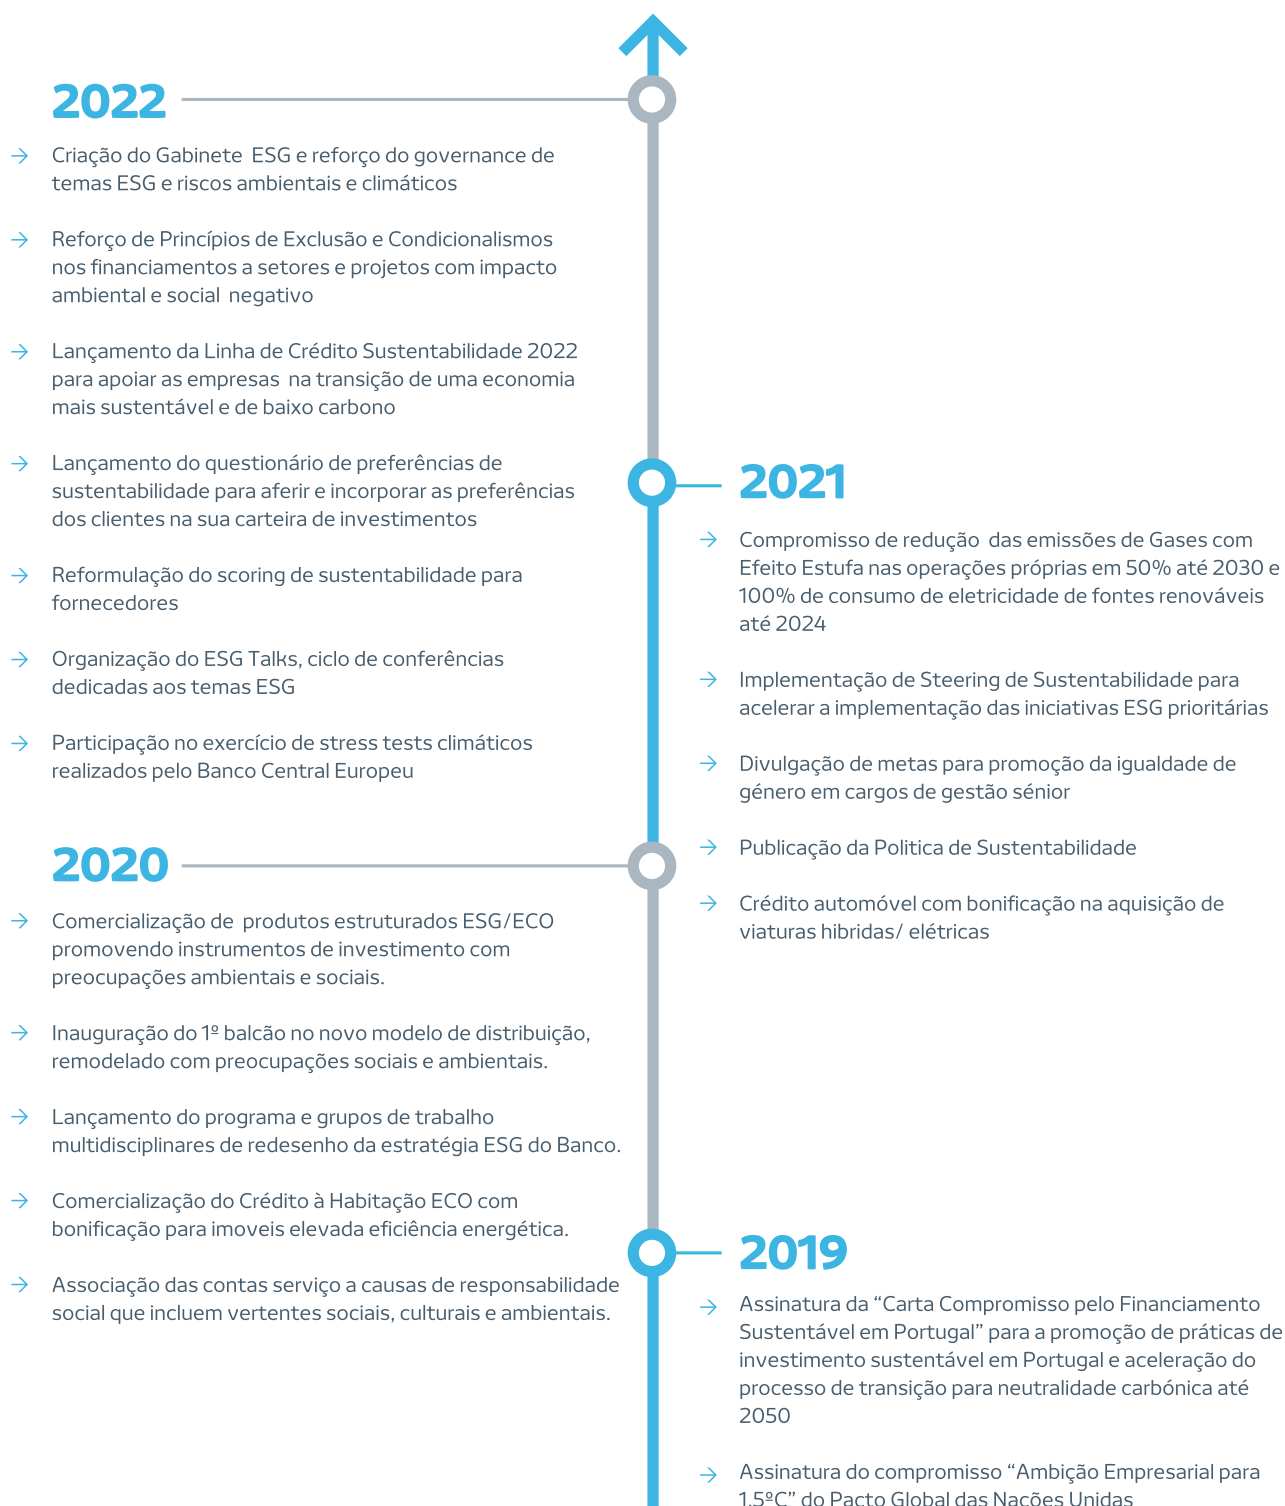 2022
Criação do Gabinete ESG e reforço do governance de
temas ESG e riscos ambientais e climáticos
Reforço de Princípios de Exclusão e Condicionalismos
nos financiamentos a setores e projetos com impacto
ambiental e social negativo
Lançamento da Linha de Crédito Sustentabilidade 2022
para apoiar as empresas na transição de uma economia
mais sustentável e de baixo carbono
Lançamento do questionário de preferências de
sustentabilidade para aferir e incorporar as preferências
dos clientes na sua carteira de investimentos
Reformulação do scoring de sustentabilidade para
fornecedores
Organização do ESG Talks, ciclo de conferências
dedicadas aos temas ESG
Participação no exercício de stress tests climáticos
realizados pelo Banco Central Europeu
2021
Compromisso de redução das emissões de Gases com
Efeito Estufa nas operações próprias em 50% até 2030 e
100% de consumo de eletricidade de fontes renováveis
até 2024
Implementação de Steering de Sustentabilidade para
acelerar a implementação das iniciativas ESG prioritárias
Divulgação de metas para promoção da igualdade de
género em cargos de gestão sénior
Publicação da Politica de Sustentabilidade
Crédito automóvel com bonificação na aquisição de
viaturas hibridas/ elétricas
2020
Comercialização de produtos estruturados ESG/ECO
promovendo instrumentos de investimento com
preocupações ambientais e sociais.
Inauguração do 1º balcão no novo modelo de distribuição,
remodelado com preocupações sociais e ambientais.
Lançamento do programa e grupos de trabalho
multidisciplinares de redesenho da estratégia ESG do Banco.
Comercialização do Crédito à Habitação ECO com
bonificação para imoveis elevada eficiência energética.
Associação das contas serviço a causas de responsabilidade
social que incluem vertentes sociais, culturais e ambientais.
2019
Assinatura da “Carta Compromisso pelo Financiamento
Sustentável em Portugal” para a promoção de práticas de
investimento sustentável em Portugal e aceleração do
processo de transição para neutralidade carbónica até
2050
Assinatura do compromisso “Ambição Empresarial para
1.5ºC” do Pacto Global das Nações Unidas